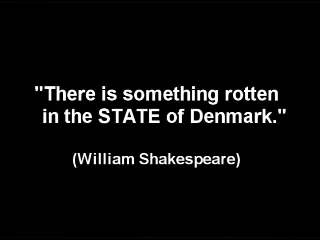 "There is something rotten
in the STATE of Denmark."
(William Shakespeare)